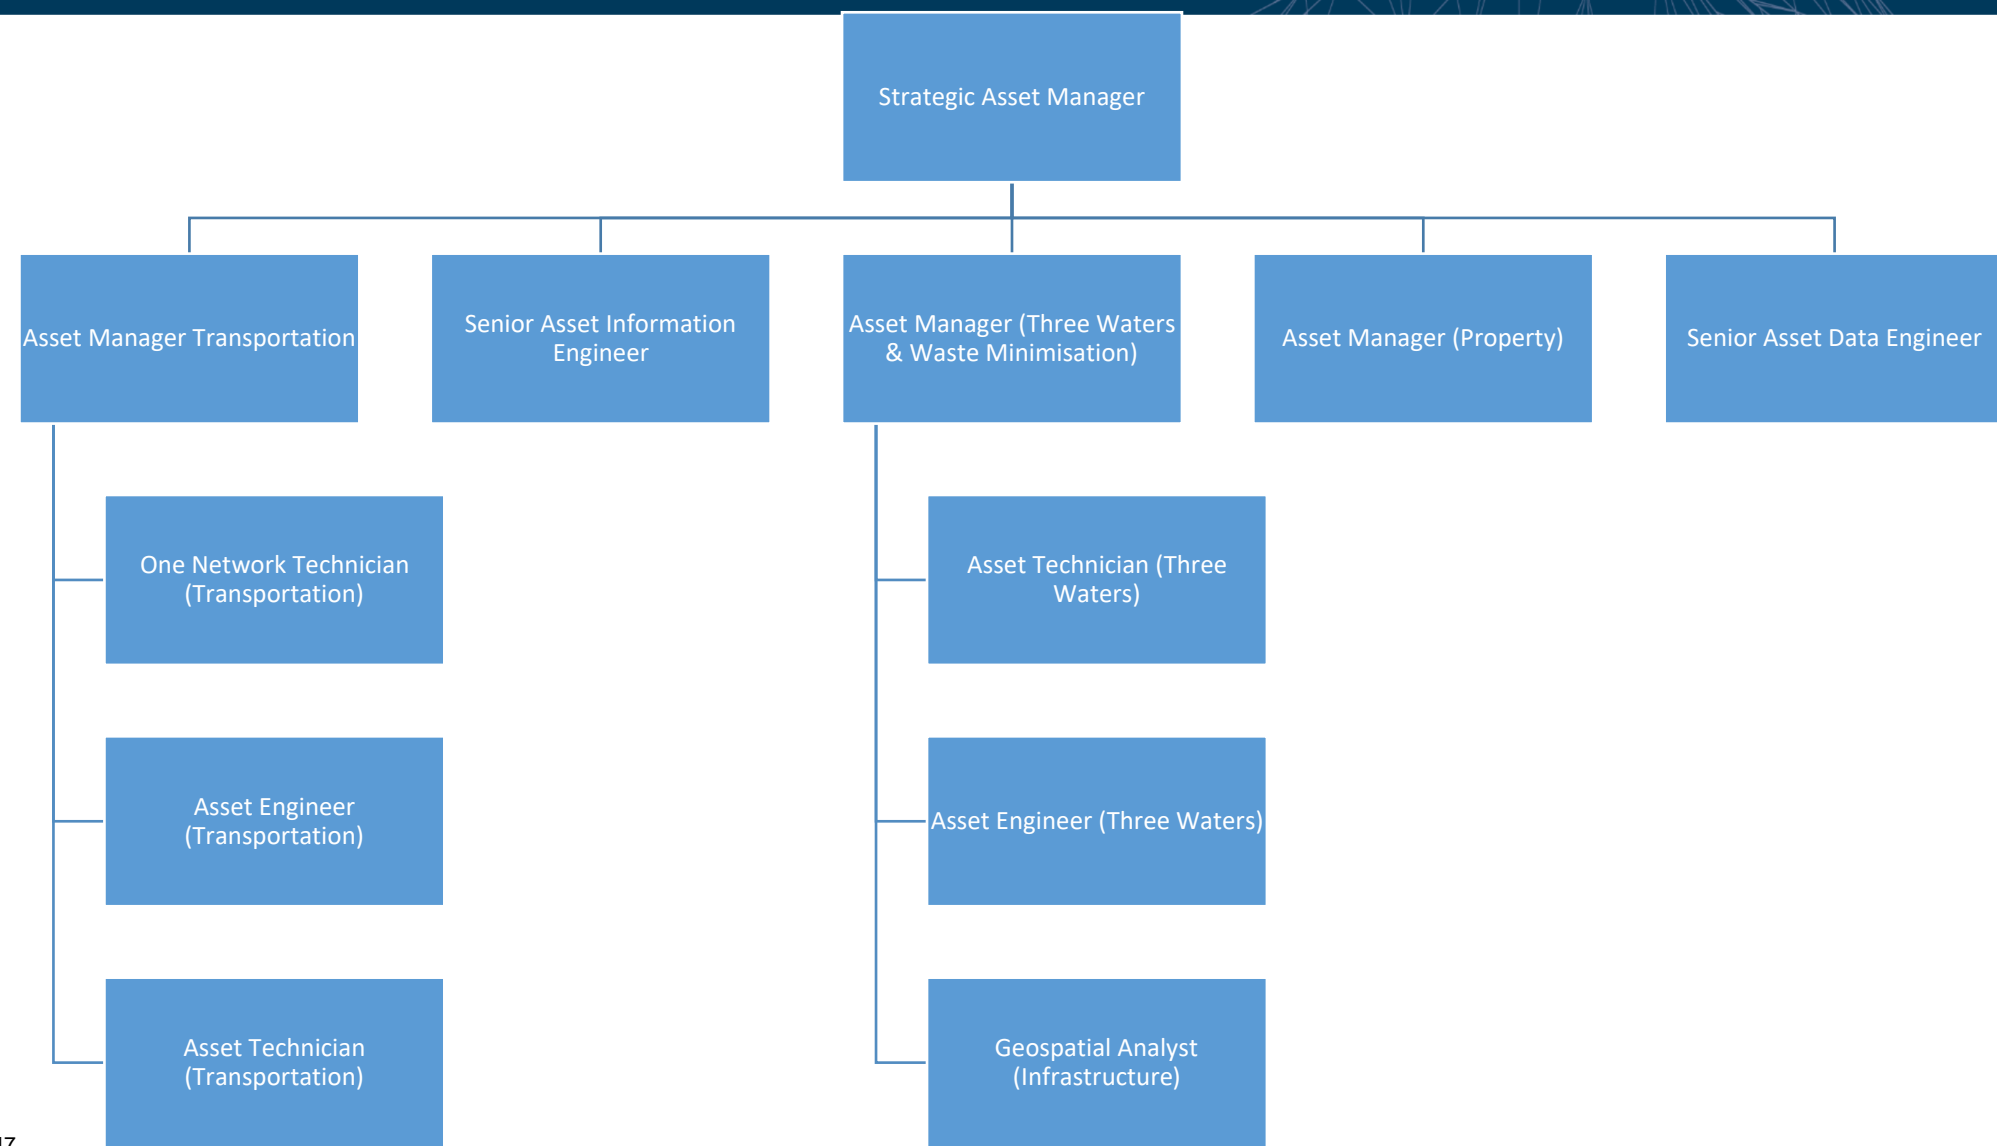 Strategic Asset Manager
Asset Manager Transportation
Senior Asset Information
Engineer
Asset Manager (Three Waters
& Waste Minimisation)
Asset Manager (Property)
Senior Asset Data Engineer
One Network Technician
(Transportation)
Asset Technician (Three
Waters)
Asset Engineer
(Transportation)
Asset Engineer (Three Waters)
Asset Technician
(Transportation)
Geospatial Analyst
(Infrastructure)